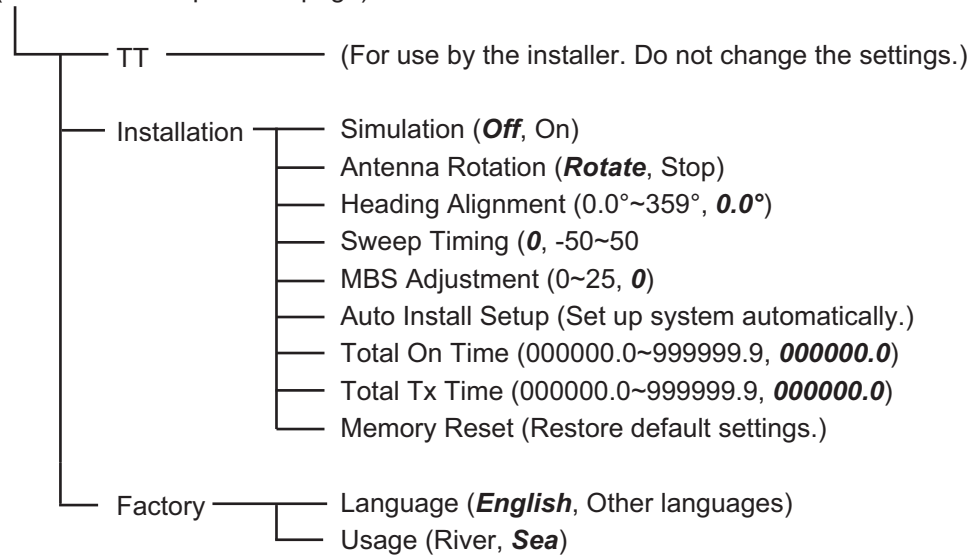 TT (For use by the installer. Do not change the settings.)
Installation Simulation (Off, On)
Antenna Rotation (Rotate, Stop)
Heading Alignment (0.0°~359°, 0.0°)
Sweep Timing (0, -50~50
MBS Adjustment (0~25, 0)
Auto Install Setup (Set up system automatically.)
Total On Time (000000.0~999999.9, 000000.0)
Total Tx Time (000000.0~999999.9, 000000.0)
Memory Reset (Restore default settings.)
Factory Language (English, Other languages)
Usage (River, Sea)